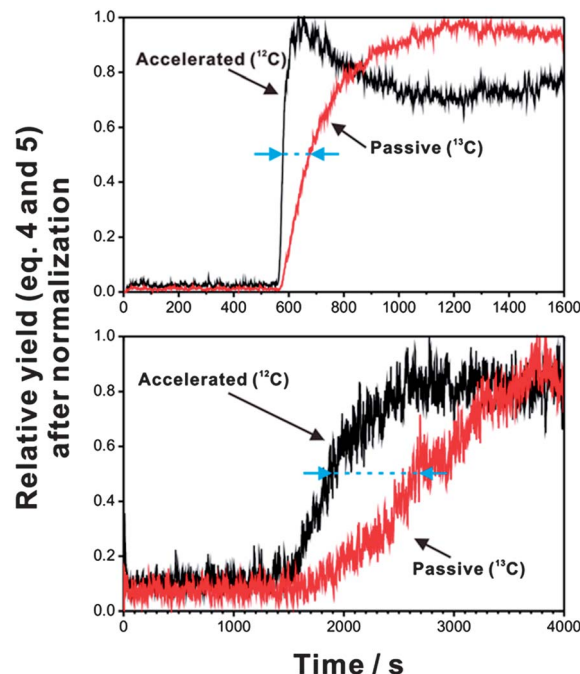 Relative yield (eq. 4 and 5)
after normalization
1.0
0.8
0.6
0.4
0.2
0.0
Accelerated (¹²C)
Passive (¹³C)
0 200 400 600 800 1000 1200 1400 1600
1.0
0.8
0.6
0.4
0.2
0.0
Accelerated (¹²C)
Passive (¹³C)
0 1000 2000 3000 4000
Time / s